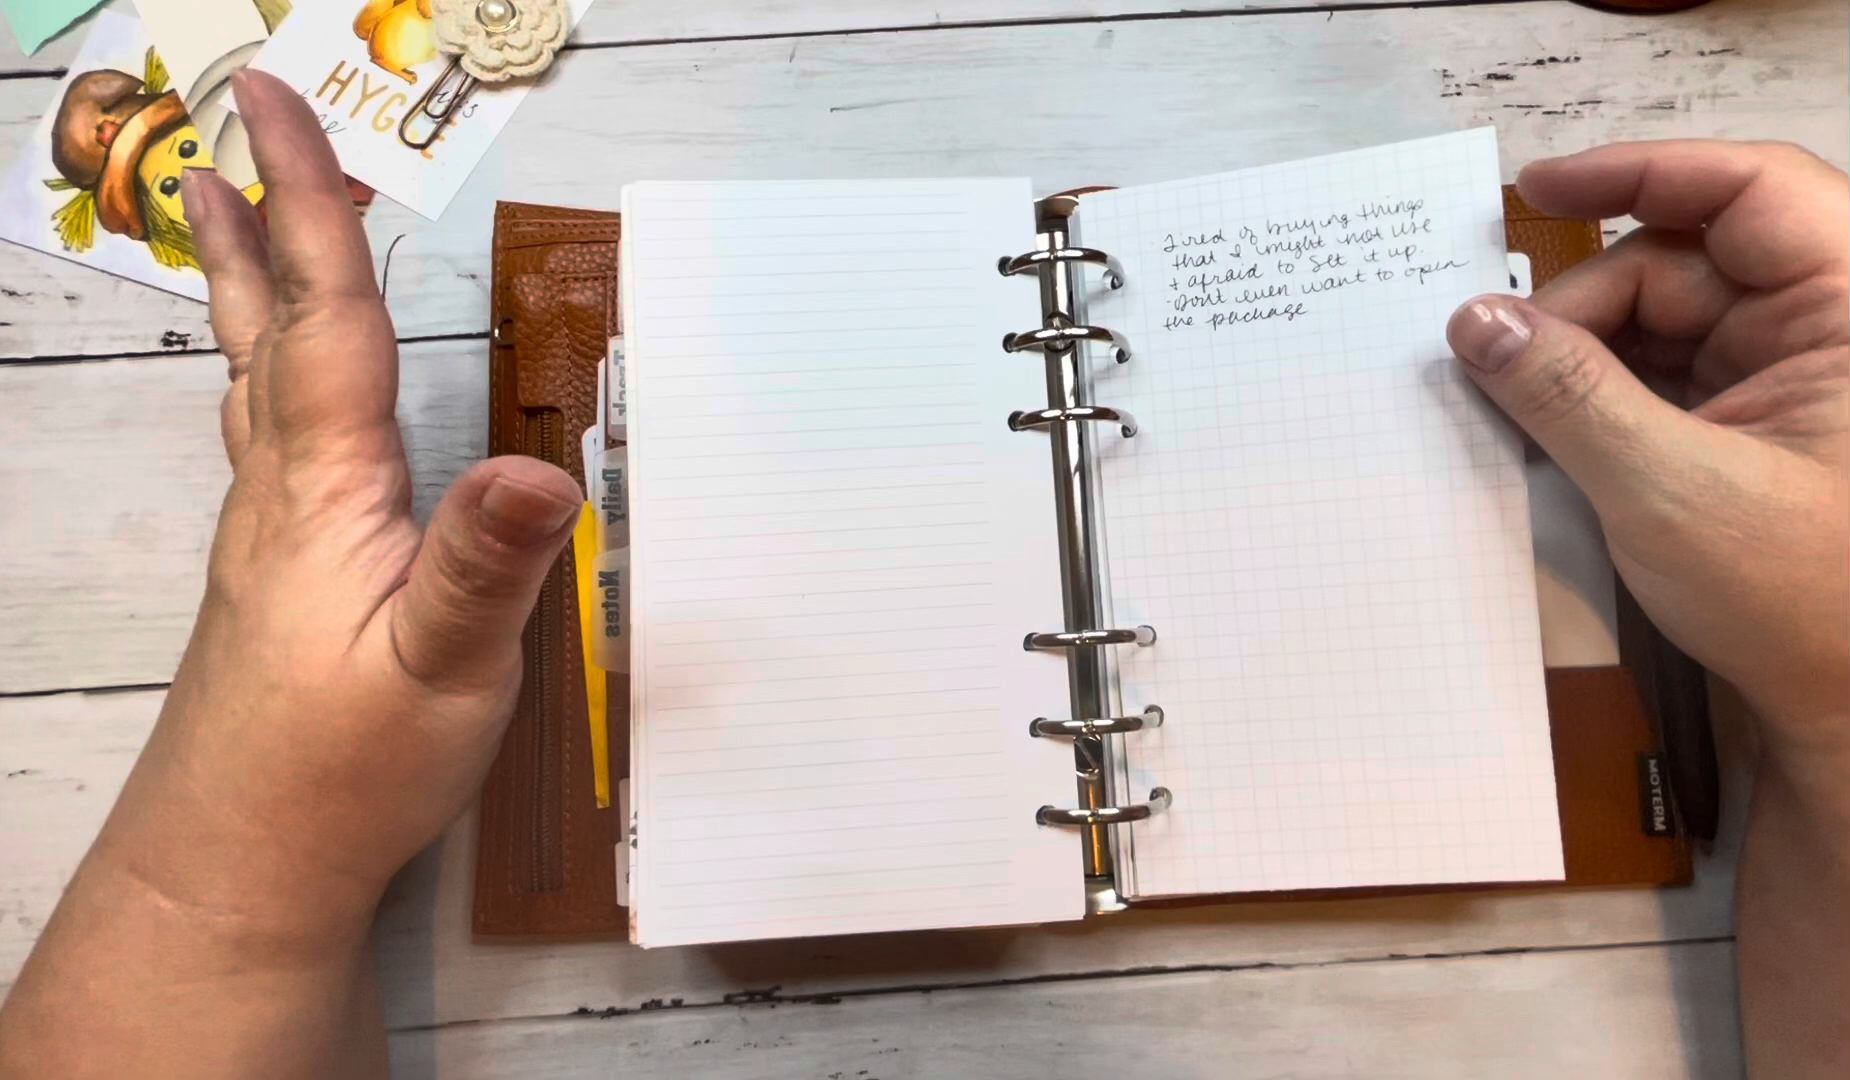 HYGGE
Tired of buying things
that I might not use
+ afraid to set it up.
-Dont even want to open
the package
Track
Daily
Notes
MOTERM